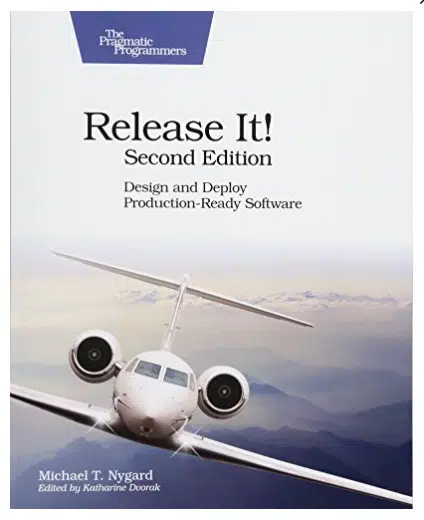 The
Pragmatic
Programmers
Release It!
Second Edition
Design and Deploy
Production-Ready Software
Michael T. Nygard
Edited by Katharine Dvorak